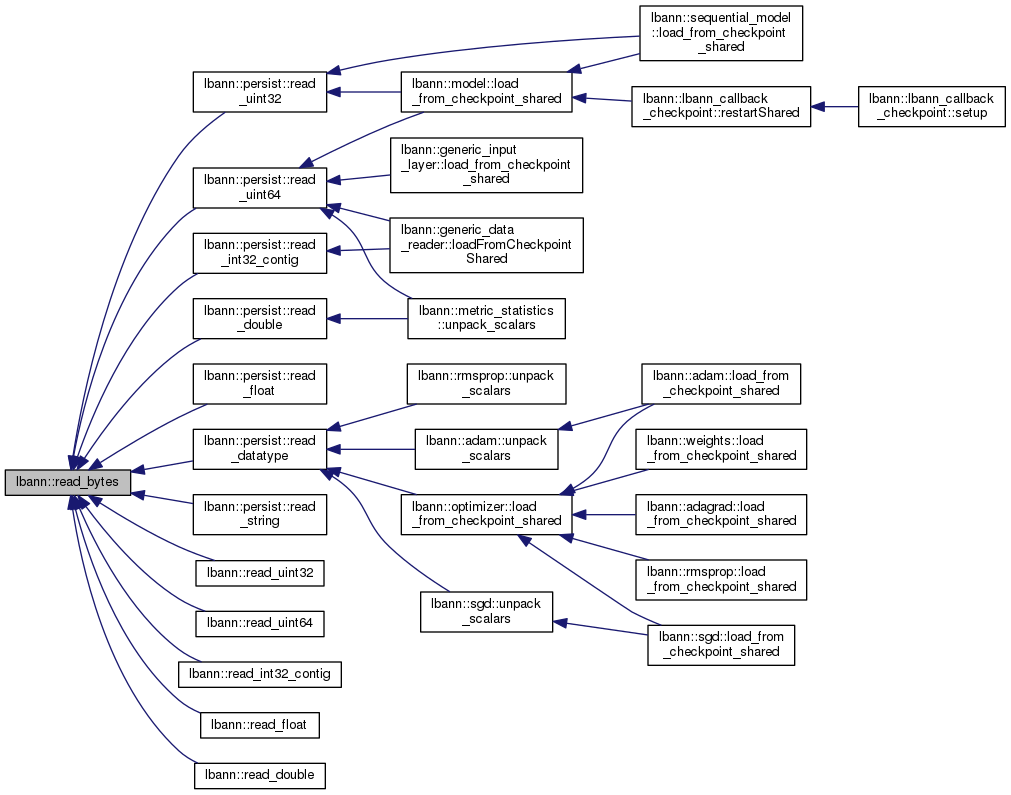 lbann::sequential_model
::load_from_checkpoint
_shared
lbann::persist::read
_uint32
lbann::model::load
_from_checkpoint_shared
lbann::lbann_callback
_checkpoint::restartShared
lbann::lbann_callback
_checkpoint::setup
lbann::generic_input
_layer::load_from_checkpoint
_shared
lbann::persist::read
_uint64
lbann::generic_data
_reader::loadFromCheckpoint
Shared
lbann::persist::read
_int32_contig
lbann::persist::read
_double
lbann::metric_statistics
::unpack_scalars
lbann::persist::read
_float
lbann::rmsprop::unpack
_scalars
lbann::adam::load_from
_checkpoint_shared
lbann::persist::read
_datatype
lbann::adam::unpack
_scalars
lbann::weights::load
_from_checkpoint_shared
lbann::read_bytes
lbann::persist::read
_string
lbann::optimizer::load
_from_checkpoint_shared
lbann::adagrad::load
_from_checkpoint_shared
lbann::read_uint32
lbann::rmsprop::load
_from_checkpoint_shared
lbann::read_uint64
lbann::sgd::unpack
_scalars
lbann::sgd::load_from
_checkpoint_shared
lbann::read_int32_contig
lbann::read_float
lbann::read_double